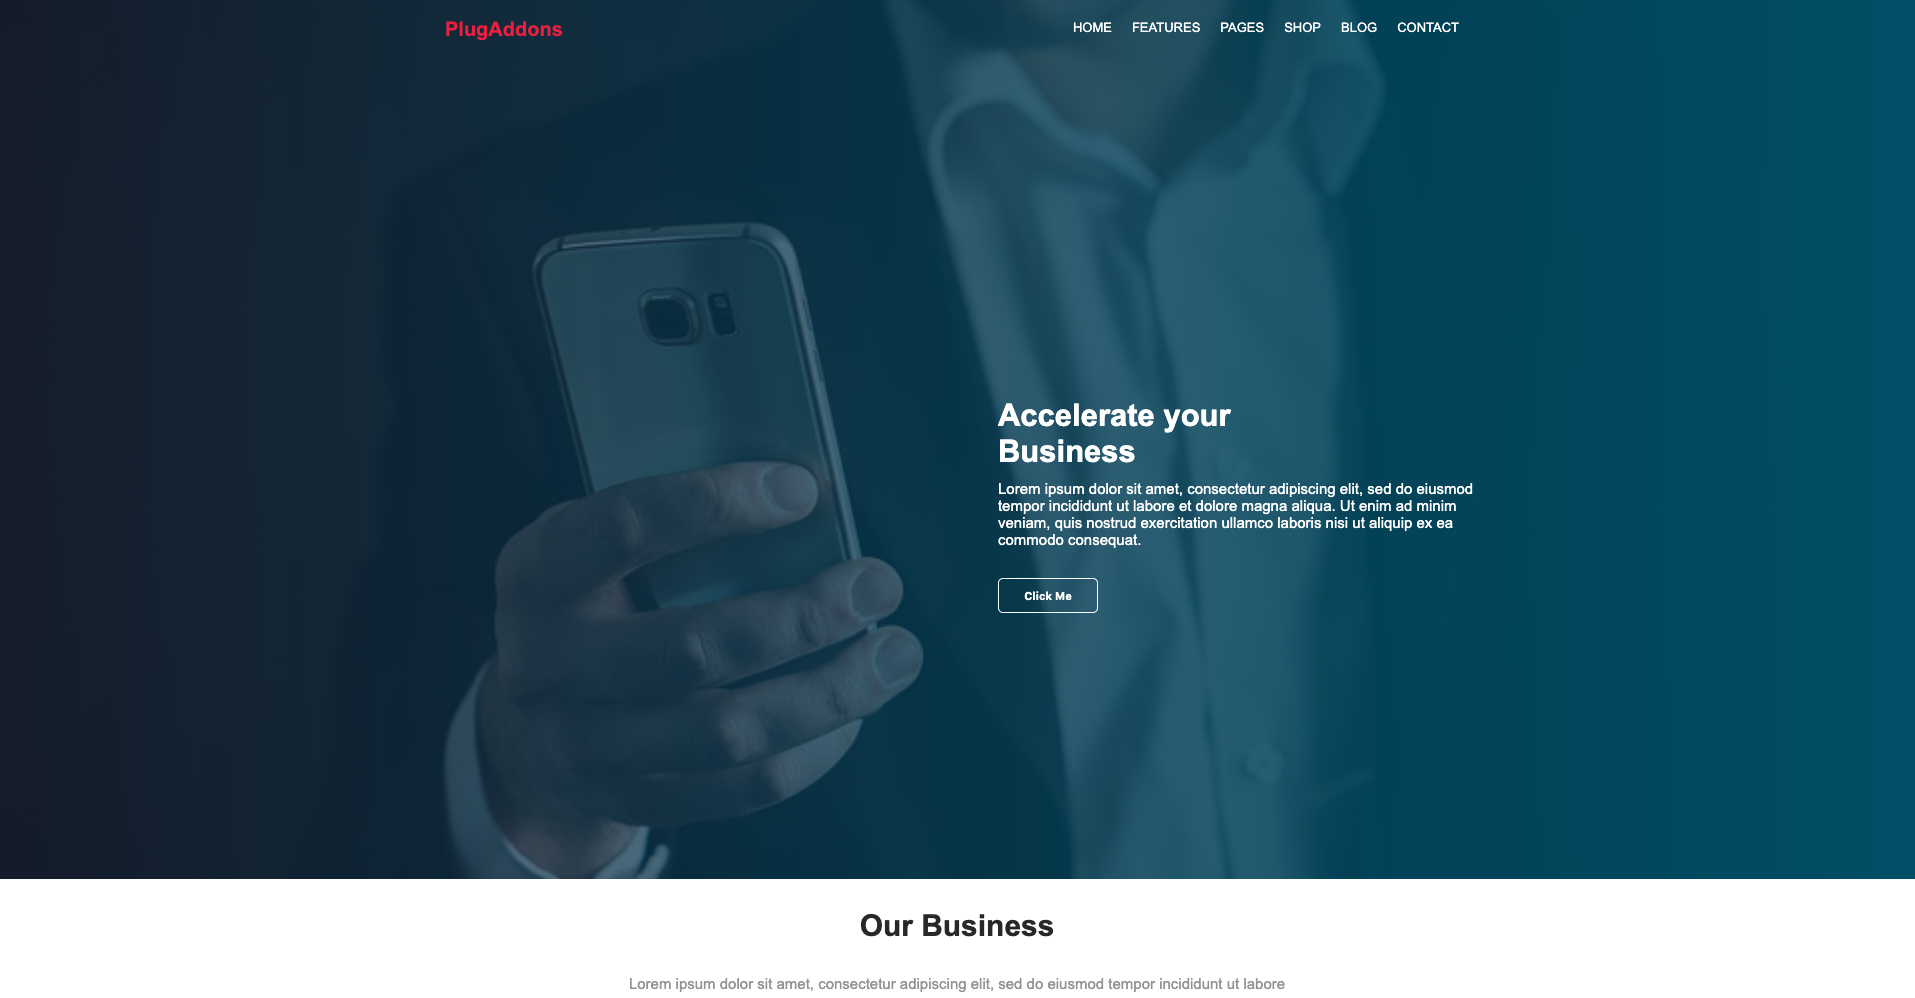 PlugAddons
HOME FEATURES PAGES SHOP BLOG CONTACT
Accelerate your
Business
Lorem ipsum dolor sit amet, consectetur adipiscing elit, sed do eiusmod
tempor incididunt ut labore et dolore magna aliqua. Ut enim ad minim
veniam, quis nostrud exercitation ullamco laboris nisi ut aliquip ex ea
commodo consequat.
Click Me
Our Business
Lorem ipsum dolor sit amet, consectetur adipiscing elit, sed do eiusmod tempor incididunt ut labore